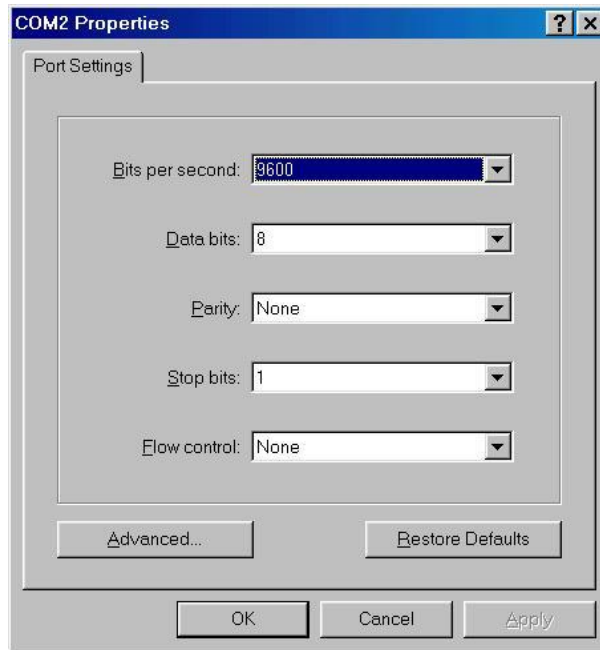 COM2 Properties
Port Settings
Bits per second: 9600
Data bits: 8
Parity: None
Stop bits: 1
Flow control: None
Advanced... Restore Defaults
OK Cancel Apply